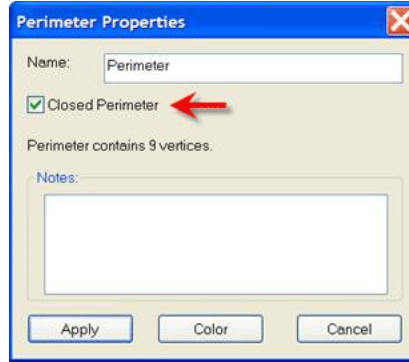 Perimeter Properties
Name: Perimeter
Closed Perimeter
Perimeter contains 9 vertices.
Notes:
Apply Color Cancel